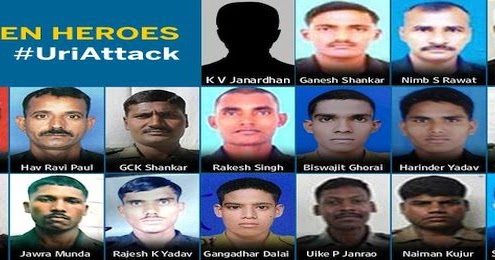 EN HEROES
#UriAttack
K V Janardhan
Ganesh Shankar
Nimb S Rawat
Hav Ravi Paul
GCK Shankar
Rakesh Singh
Biswajit Ghorai
Harinder Yadav
Jawra Munda
Rajesh K Yadav
Gangadhar Dalai
Uike P Janrao
Naiman Kujur